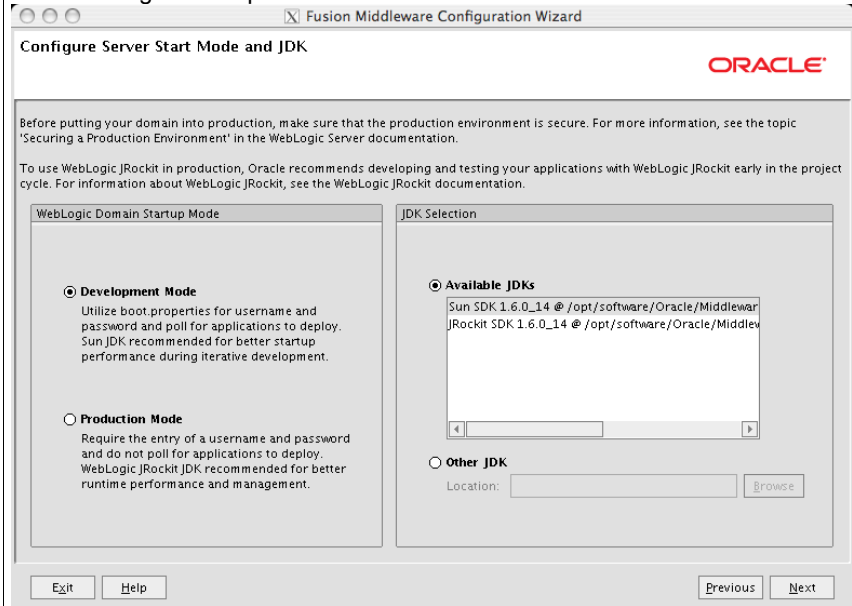 Fusion Middleware Configuration Wizard
Configure Server Start Mode and JDK
ORACLE
Before putting your domain into production, make sure that the production environment is secure. For more information, see the topic
'Securing a Production Environment' in the WebLogic Server documentation.
To use WebLogic JRockit in production, Oracle recommends developing and testing your applications with WebLogic JRockit early in the project
cycle. For information about WebLogic JRockit, see the WebLogic JRockit documentation.
WebLogic Domain Startup Mode
Development Mode
Utilize boot.properties for username and
password and poll for applications to deploy.
Sun JDK recommended for better startup
performance during iterative development.
Production Mode
Require the entry of a username and password
and do not poll for applications to deploy.
WebLogic JRockit JDK recommended for better
runtime performance and management.
JDK Selection
Available JDKs
Sun SDK 1.6.0_14 @ /opt/software/Oracle/Middlewar
JRockit SDK 1.6.0_14 @ /opt/software/Oracle/Middlew
Other JDK
Location:
Browse
Exit
Help
Previous
Next